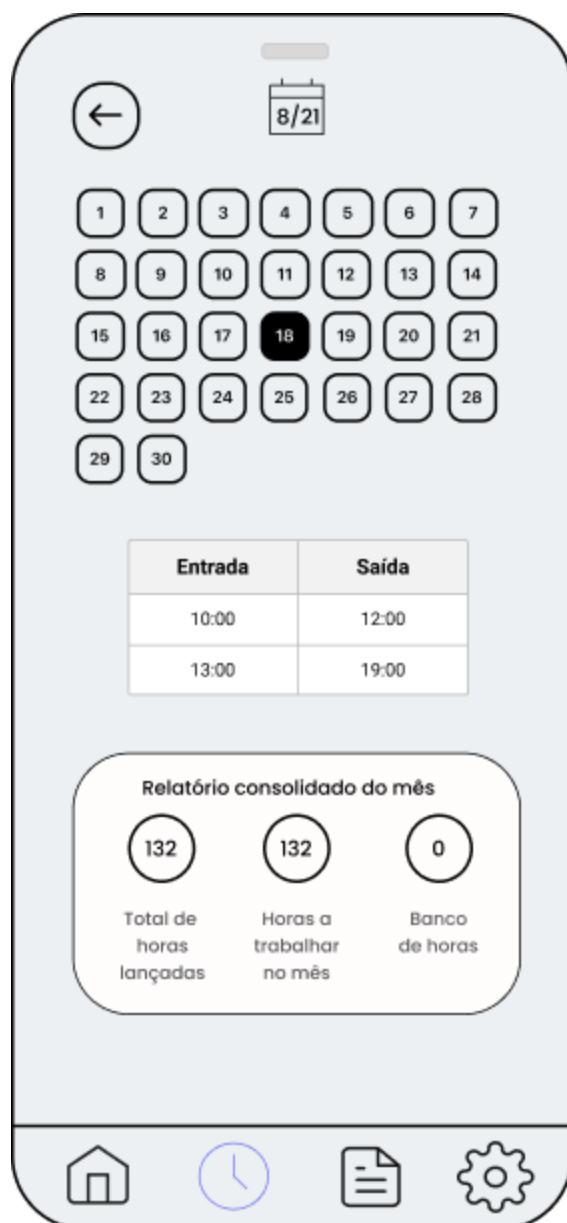 8/21
1 2 3 4 5 6 7
8 9 10 11 12 13 14
15 16 17 18 19 20 21
22 23 24 25 26 27 28
29 30
Entrada Saída
10:00 12:00
13:00 19:00
Relatório consolidado do mês
132 132 0
Total de horas lançadas
Horas a trabalhar no mês
Banco de horas